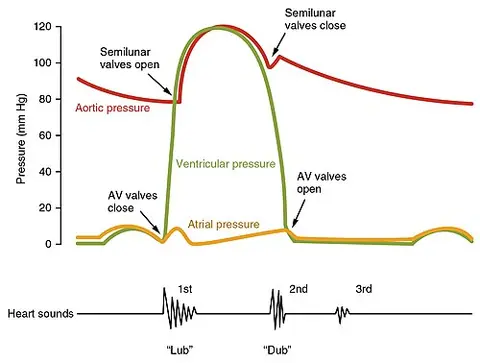 Semilunar
valves close
120
Semilunar
valves open
100
80
Aortic pressure
Pressure (mm Hg)
60
Ventricular pressure
40
AV valves
close
AV valves
open
20
Atrial pressure
0
1st
2nd
3rd
Heart sounds
“Lub”
“Dub”